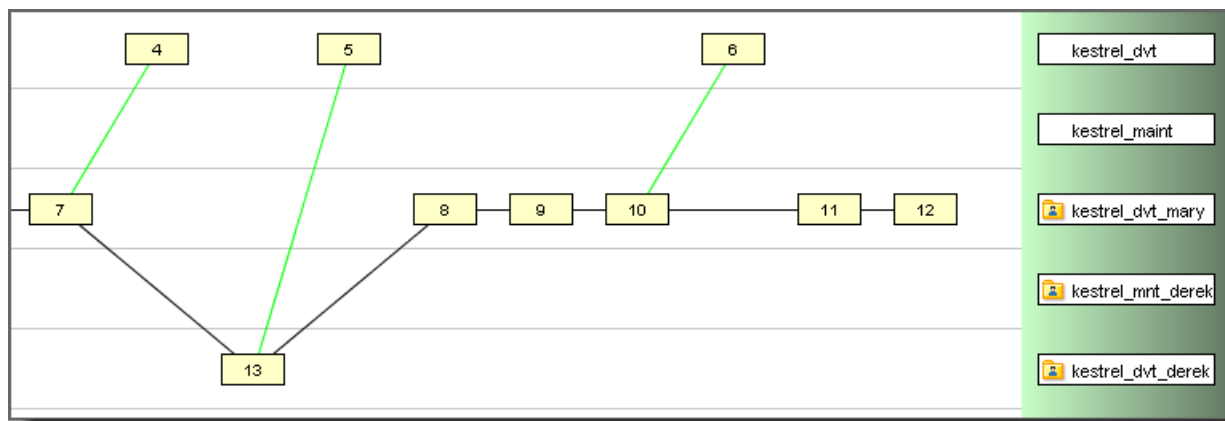 4 5 6 kestrel_dvt
kestrel_maint
7 8 9 10 11 12 kestrel_dvt_mary
kestrel_mnt_derek
13 kestrel_dvt_derek